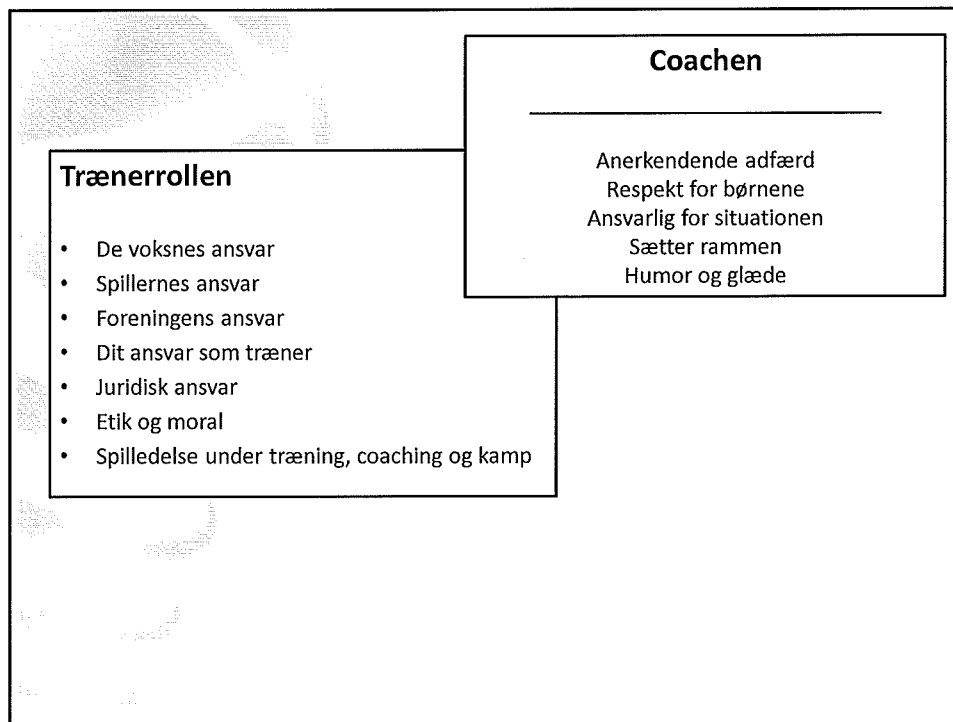 Coachen
Anerkendende adfærd
Respekt for børnene
Ansvarlig for situationen
Sætter rammen
Humor og glæde
Trænerrollen
• De voksnes ansvar
• Spillernes ansvar
• Foreningens ansvar
• Dit ansvar som træner
• Juridisk ansvar
• Etik og moral
• Spilledelse under træning, coaching og kamp